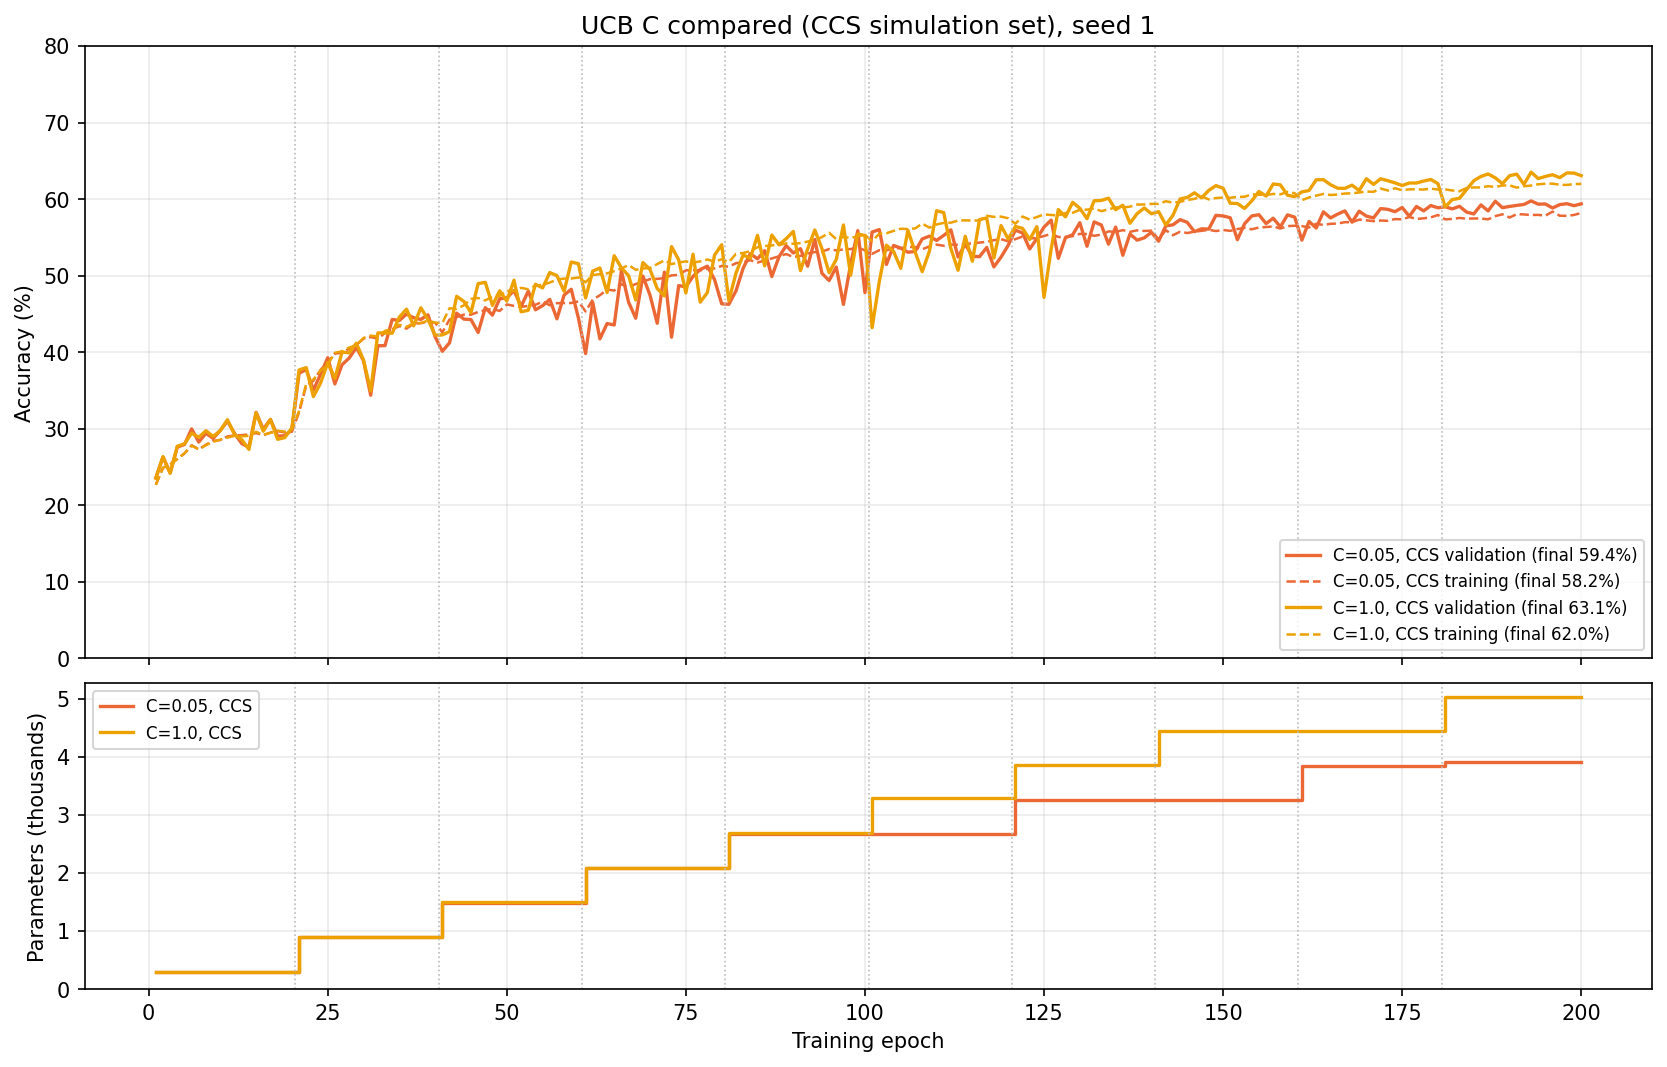 UCB C compared (CCS simulation set), seed 1
80
70
60
50
40
30
20
10
0
Accuracy (%)
C=0.05, CCS validation (final 59.4%)
C=0.05, CCS training (final 58.2%)
C=1.0, CCS validation (final 63.1%)
C=1.0, CCS training (final 62.0%)
5
4
3
2
1
0
Parameters (thousands)
C=0.05, CCS
C=1.0, CCS
0 25 50 75 100 125 150 175 200
Training epoch